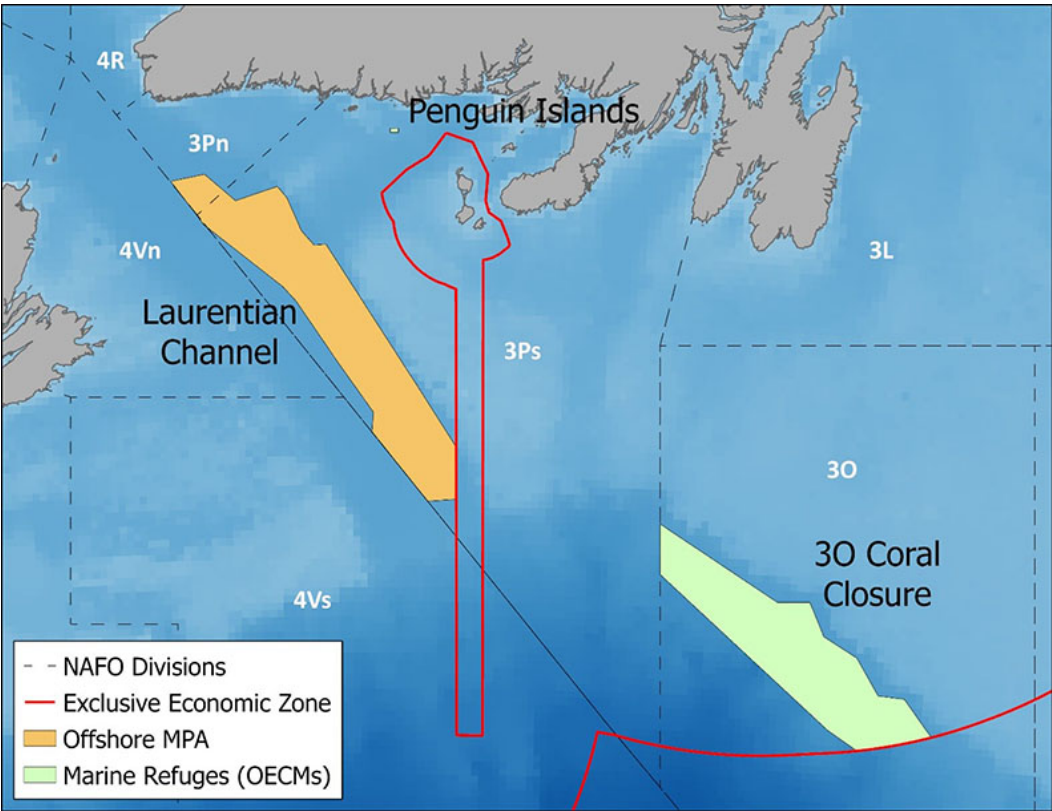 4R
Penguin Islands
3Pn
4Vn
3L
Laurentian
Channel
3Ps
3O
3O Coral
Closure
4Vs
NAFO Divisions
Exclusive Economic Zone
Offshore MPA
Marine Refuges (OECMs)